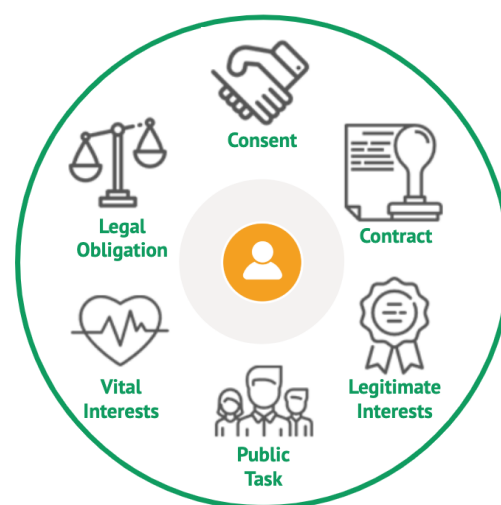 Consent
Contract
Legitimate
Interests
Public
Task
Vital
Interests
Legal
Obligation